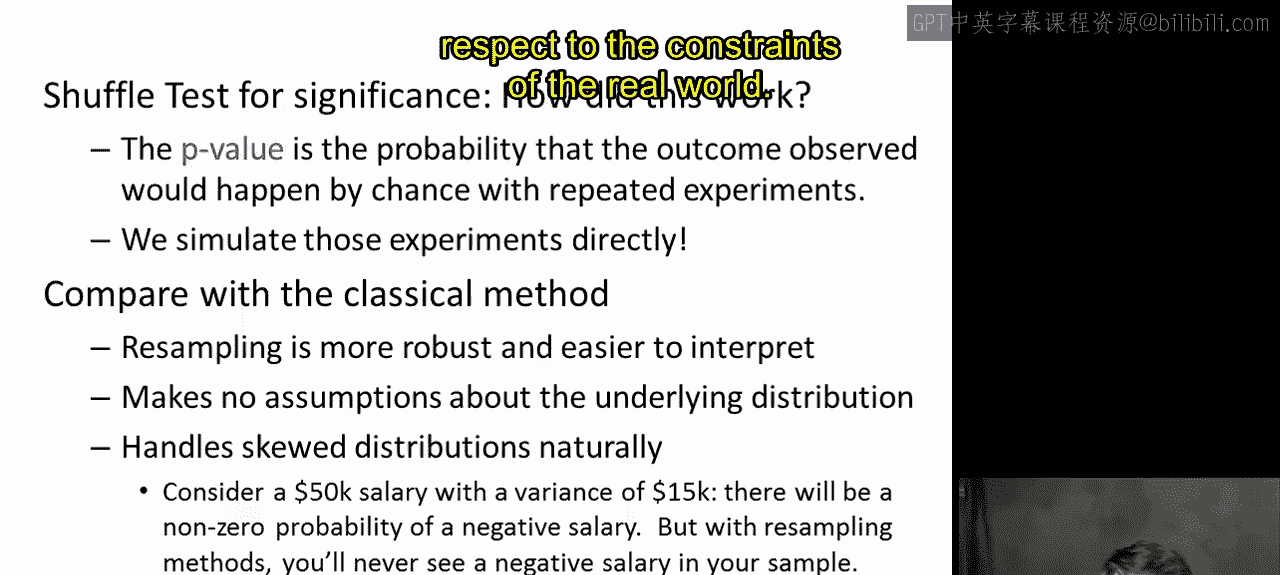 GPT中英字幕课程资源@bilibili.com
respect to the constraints
of the real world.
Shuffle Test for significance: How did this work?
– The p-value is the probability that the outcome observed
would happen by chance with repeated experiments.
– We simulate those experiments directly!
Compare with the classical method
– Resampling is more robust and easier to interpret
– Makes no assumptions about the underlying distribution
– Handles skewed distributions naturally
• Consider a $50k salary with a variance of $15k: there will be a
non-zero probability of a negative salary. But with resampling
methods, you’ll never see a negative salary in your sample.